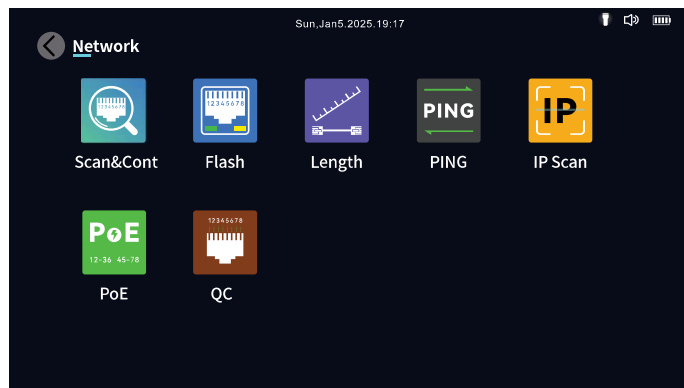 Sun,Jan5.2025.19:17
Network
12345678
12345678
PING
IP
Scan&Cont
Flash
Length
PING
IP Scan
PoE
12-36 45-78
12345678
PoE
QC